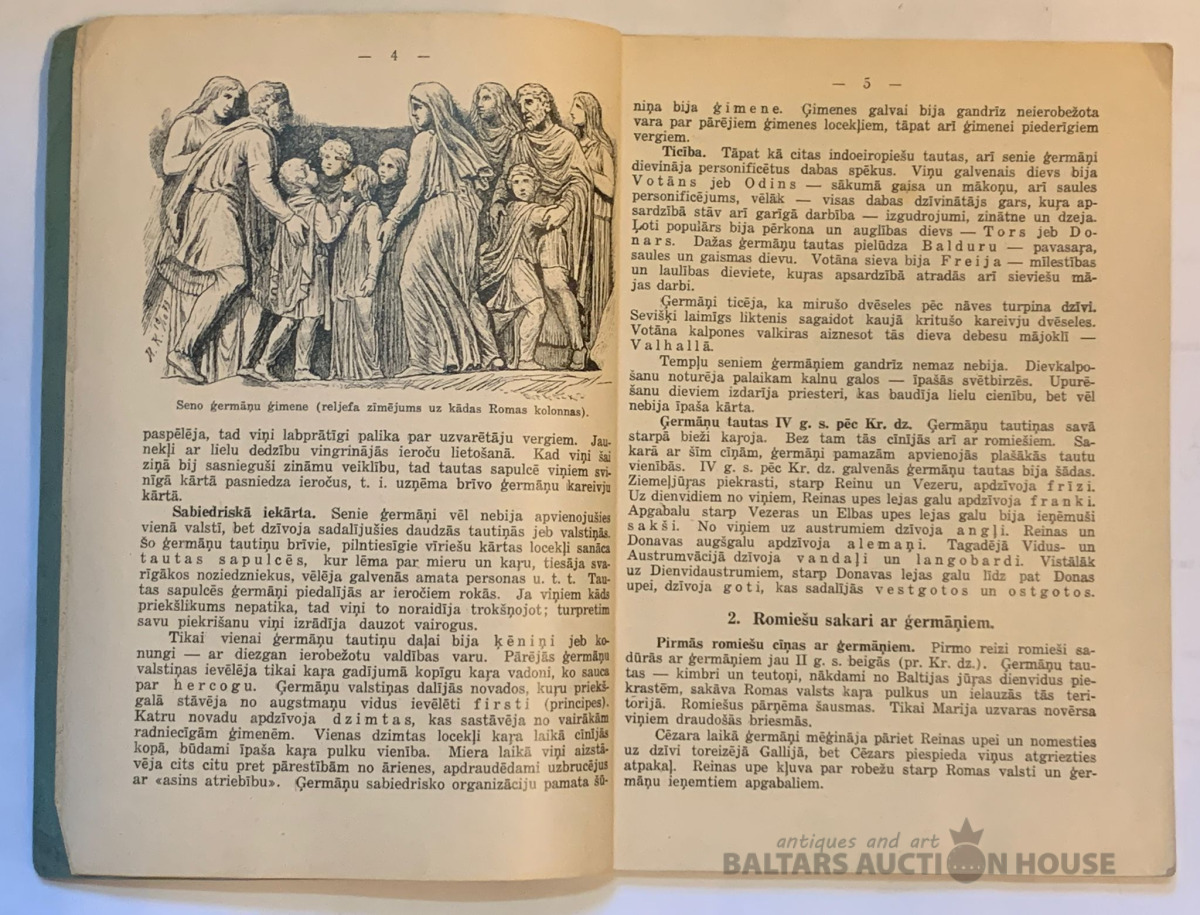 — 4 —
Seno ģermāņu ģimene (reljefa zīmējums uz kādas Romas kolonnas).
paspēlēja, tad viņi labprātīgi palika par uzvarētāju vergiem. Jau-
nekļi ar lielu dedzību vingrinājās ieroču lietošanā. Kad viņi šai
ziņā bij sasnieguši zināmu veiklību, tad tautas sapulcē viņiem svi-
nīgā kārtā pasniedza ieročus, t. i. uzņēma brīvo ģermāņu kareivju
kārtā.
Sabiedriskā iekārta. Senie ģermāņi vēl nebija apvienojušies
vienā valstī, bet dzīvoja sadalījušies daudzās tautiņās jeb valstiņās.
Šo ģermāņu tautiņu brīvie, pilntiesīgie vīriešu kārtas locekļi sanāca
tautas sapulcēs, kur lēma par mieru un kaŗu, tiesāja sva-
rīgākos noziedzniekus, vēlēja galvenās amata personas u. t. t. Tau-
tas sapulcēs ģermāņi piedalījās ar ieročiem rokās. Ja viņiem kāds
priekšlikums nepatika, tad viņi to noraidīja trokšņojot; turpretim
savu piekrišanu viņi izrādīja dauzot vairogus.
Tikai vienai ģermāņu tautiņu daļai bija ķēniņi jeb ko-
nungi — ar diezgan ierobežotu valdības varu. Pārējās ģermāņu
valstiņas ievēlēja tikai kaŗa gadījumā kopīgu kaŗa vadoni, ko sauca
par hercogu. Ģermāņu valstiņas dalījās novados, kuŗu priekš-
galā stāvēja no augstmaņu vidus ievēlēti firsti (principes).
Katru novadu apdzīvoja dzimtas, kas sastāvēja no vairākām
radniecīgām ģimenēm. Vienas dzimtas locekļi kaŗa laikā cīnījās
kopā, būdami īpaša kaŗa pulku vienība. Miera laikā viņi aizstā-
vēja cits citu pret pārestībām no ārienes, apdraudēdami uzbrucējus
ar «asins atriebību». Ģermāņu sabiedrisko organizāciju pamata šū-
— 5 —
niņa bija ģimene. Ģimenes galvai bija gandrīz neierobežota
vara par pārējiem ģimenes locekļiem, tāpat arī ģimenei piederīgiem
vergiem.
Ticība. Tāpat kā citas indoeiropiešu tautas, arī senie ģermāņi
dievināja personificētus dabas spēkus. Viņu galvenais dievs bija
Votāns jeb Odins — sākumā gaisa un mākoņu, arī saules
personificējums, vēlāk — visas dabas dzīvinātājs gars, kuŗa ap-
sardzībā stāv arī garīgā darbība — izgudrojumi, zinātne un dzeja.
Ļoti populārs bija pērkona un auglības dievs — Tors jeb Do-
nars. Dažas ģermāņu tautas pielūdza Balduru — pavasaŗa,
saules un gaismas dievu. Votāna sieva bija Freija — mīlestības
un laulības dieviete, kuŗas apsardzībā atradās arī sieviešu mā-
jas darbi.
Ģermāņi ticēja, ka mirušo dvēseles pēc nāves turpina dzīvi.
Sevišķi laimīgs liktenis sagaidot kaujā kritušo kareivju dvēseles.
Votāna kalpones valkiras aiznesot tās dieva debesu mājoklī —
Valhallā.
Tempļu seniem ģermāņiem gandrīz nemaz nebija. Dievkalpo-
šanu noturēja palaikam kalnu galos — īpašās svētbirzēs. Upurē-
šanu dieviem izdarīja priesteri, kas baudīja lielu cienību, bet vēl
nebija īpaša kārta.
Ģermāņu tautas IV g. s. pēc Kr. dz. Ģermāņu tautiņas savā
starpā bieži kaŗoja. Bez tam tās cīnījās arī ar romiešiem. Sa-
karā ar šīm cīņām, ģermāņi pamazām apvienojās plašākās tautu
vienībās. IV g. s. pēc Kr. dz. galvenās ģermāņu tautas bija šādas.
Ziemeļjūras piekrasti, starp Reinu un Vezeru, apdzīvoja frīzi.
Uz dienvidiem no viņiem, Reinas upes lejas galu apdzīvoja franki.
Apgabalu starp Vezeras un Elbas upes lejas galu bija ieņēmuši
sakši. No viņiem uz austrumiem dzīvoja angļi. Reinas un
Donavas augšgalu apdzīvoja alemaņi. Tagadējā Vidus- un
Austrumvācijā dzīvoja vandaļi un langobardi. Vistālāk
uz Dienvidaustrumiem, starp Donavas lejas galu līdz pat Donas
upei, dzīvoja goti, kas sadalījās vestgotos un ostgotos.
2. Romiešu sakari ar ģermāņiem.
Pirmās romiešu cīņas ar ģermāņiem. Pirmo reizi romieši sa-
dūrās ar ģermāņiem jau II g. s. beigās (pr. Kr. dz.). Ģermāņu tau-
tas — kimbri un teutoņi, nākdami no Baltijas jūras dienvidus pie-
krastēm, sakāva Romas valsts kaŗa pulkus un ielauzās tās teri-
torijā. Romiešus pārņēma šausmas. Tikai Marija uzvaras novērsa
viņiem draudošās briesmās.
Cēzara laikā ģermāņi mēģināja pāriet Reinas upei un nomesties
uz dzīvi toreizējā Gallijā, bet Cēzars piespieda viņus atgriezties
atpakaļ. Reinas upe kļuva par robežu starp Romas valsti un ģer-
māņu ieņemtiem apgabaliem.
antiques and art
BALTARS AUCTION HOUSE